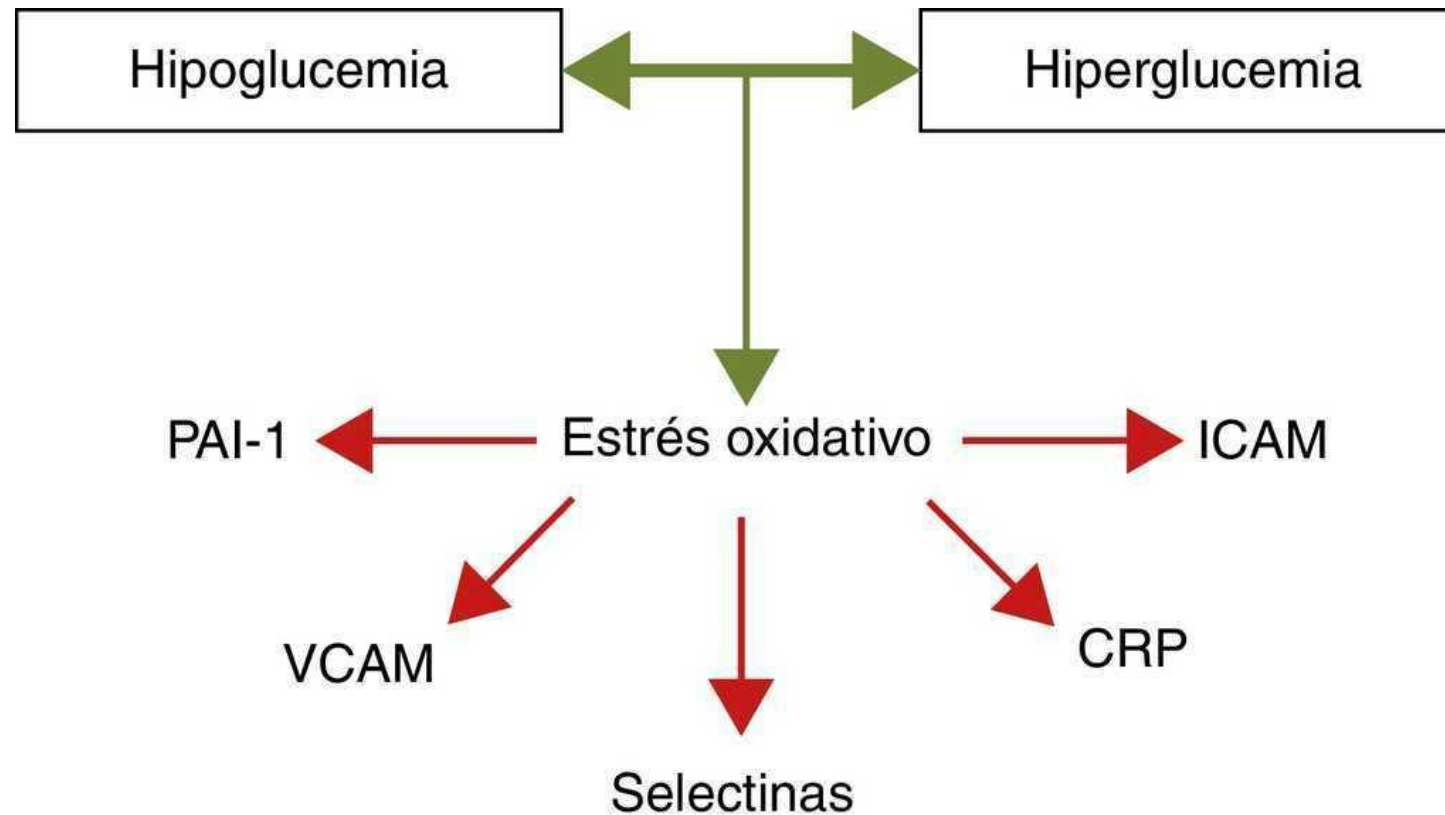 Hipoglucemia
Hiperglucemia
PAI-1
Estrés oxidativo
ICAM
VCAM
CRP
Selectinas